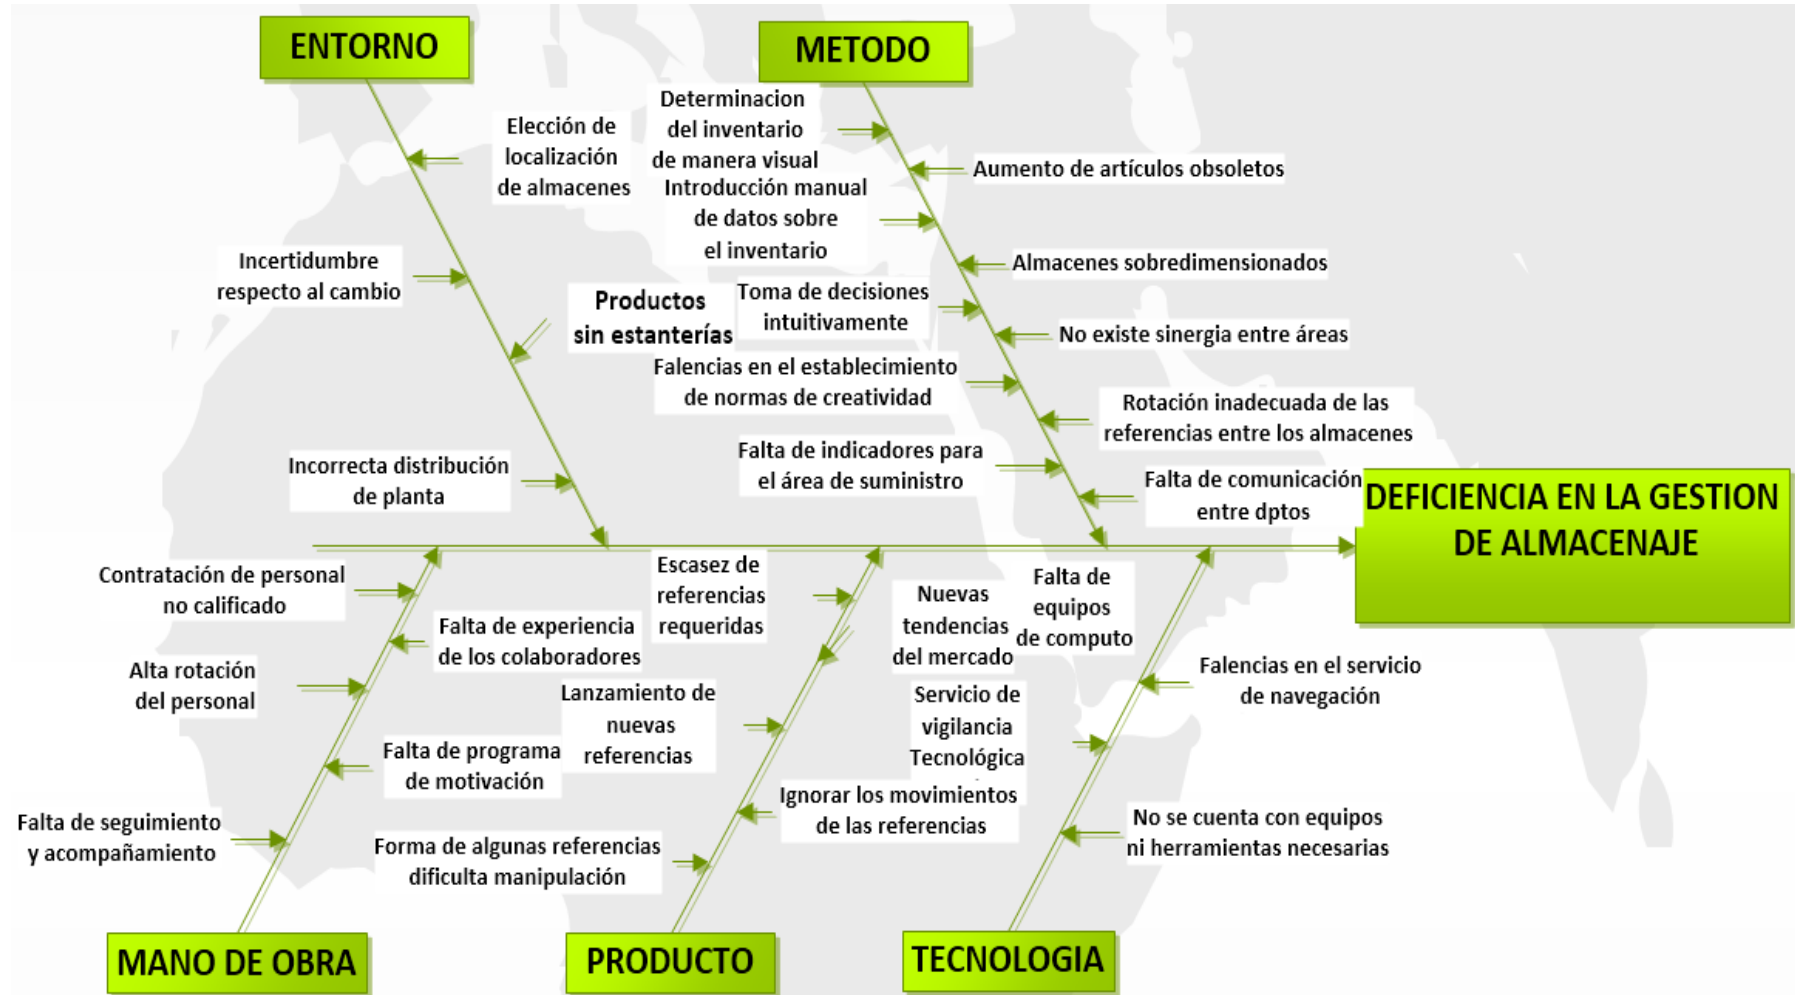 ENTORNO
METODO
Elección de
localización
de almacenes
Incertidumbre
respecto al cambio
Productos
sin estanterías
Incorrecta distribución
de planta
Determinacion
del inventario
de manera visual
Introducción manual
de datos sobre
el inventario
Toma de decisiones
intuitivamente
Falencias en el establecimiento
de normas de creatividad
Falta de indicadores para
el área de suministro
Aumento de artículos obsoletos
Almacenes sobredimensionados
No existe sinergia entre áreas
Rotación inadecuada de las
referencias entre los almacenes
Falta de comunicación
entre dptos
DEFICIENCIA EN LA GESTION
DE ALMACENAJE
Contratación de personal
no calificado
Falta de experiencia
de los colaboradores
Alta rotación
del personal
Falta de programa
de motivación
Falta de seguimiento
y acompañamiento
Escasez de
referencias
requeridas
Nuevas
tendencias
del mercado
Lanzamiento de
nuevas
referencias
Ignorar los movimientos
de las referencias
Forma de algunas referencias
dificulta manipulación
Falta de
equipos
de computo
Falencias en el servicio
de navegación
Servicio de
vigilancia
Tecnológica
No se cuenta con equipos
ni herramientas necesarias
MANO DE OBRA
PRODUCTO
TECNOLOGIA